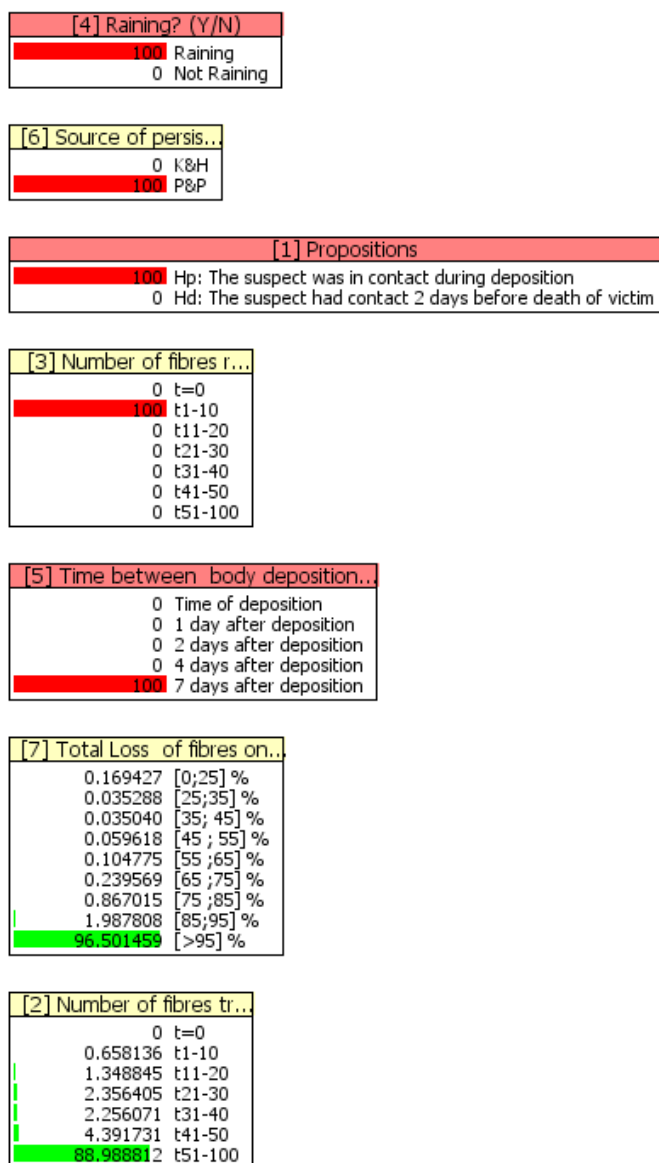 [4] Raining? (Y/N)
100 Raining
0 Not Raining
[6] Source of persis...
0 K&H
100 P&P
[1] Propositions
100 Hp: The suspect was in contact during deposition
0 Hd: The suspect had contact 2 days before death of victim
[3] Number of fibres r...
0 t=0
100 t1-10
0 t11-20
0 t21-30
0 t31-40
0 t41-50
0 t51-100
[5] Time between body deposition...
0 Time of deposition
0 1 day after deposition
0 2 days after deposition
0 4 days after deposition
100 7 days after deposition
[7] Total Loss of fibres on...
0.169427 [0;25] %
0.035288 [25;35] %
0.035040 [35; 45] %
0.059618 [45 ; 55] %
0.104775 [55 ;65] %
0.239569 [65 ;75] %
0.867015 [75 ;85] %
1.987808 [85;95] %
96.501459 [>95] %
[2] Number of fibres tr...
0 t=0
0.658136 t1-10
1.348845 t11-20
2.356405 t21-30
2.256071 t31-40
4.391731 t41-50
88.988812 t51-100